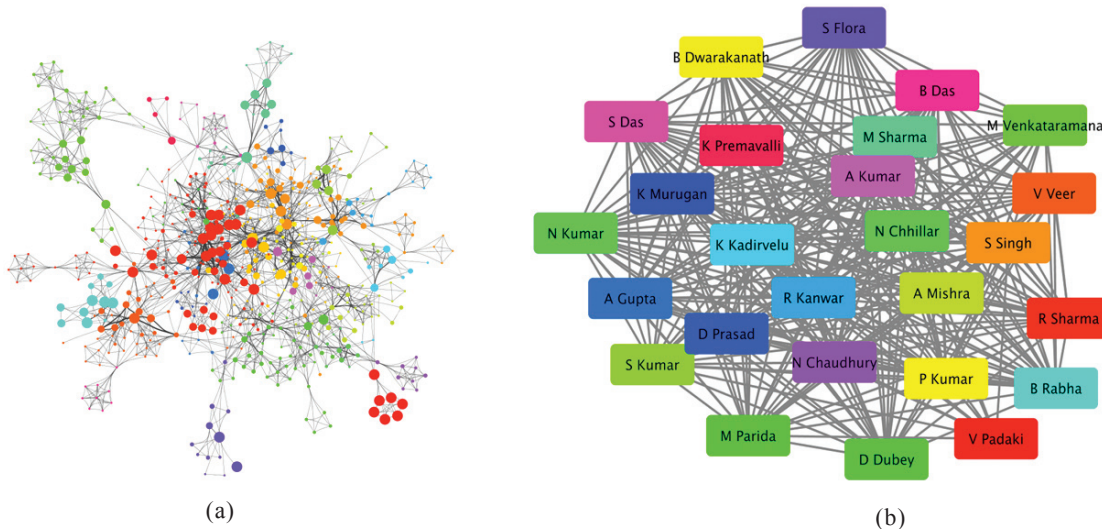 S Flora
B Dwarakanath
B Das
S Das
M Venkataramana
K Premavalli
M Sharma
A Kumar
K Murugan
V Veer
N Kumar
K Kadirvelu
N Chhillar
S Singh
A Gupta
R Kanwar
A Mishra
R Sharma
D Prasad
S Kumar
N Chaudhury
P Kumar
B Rabha
M Parida
V Padaki
D Dubey
(a)
(b)